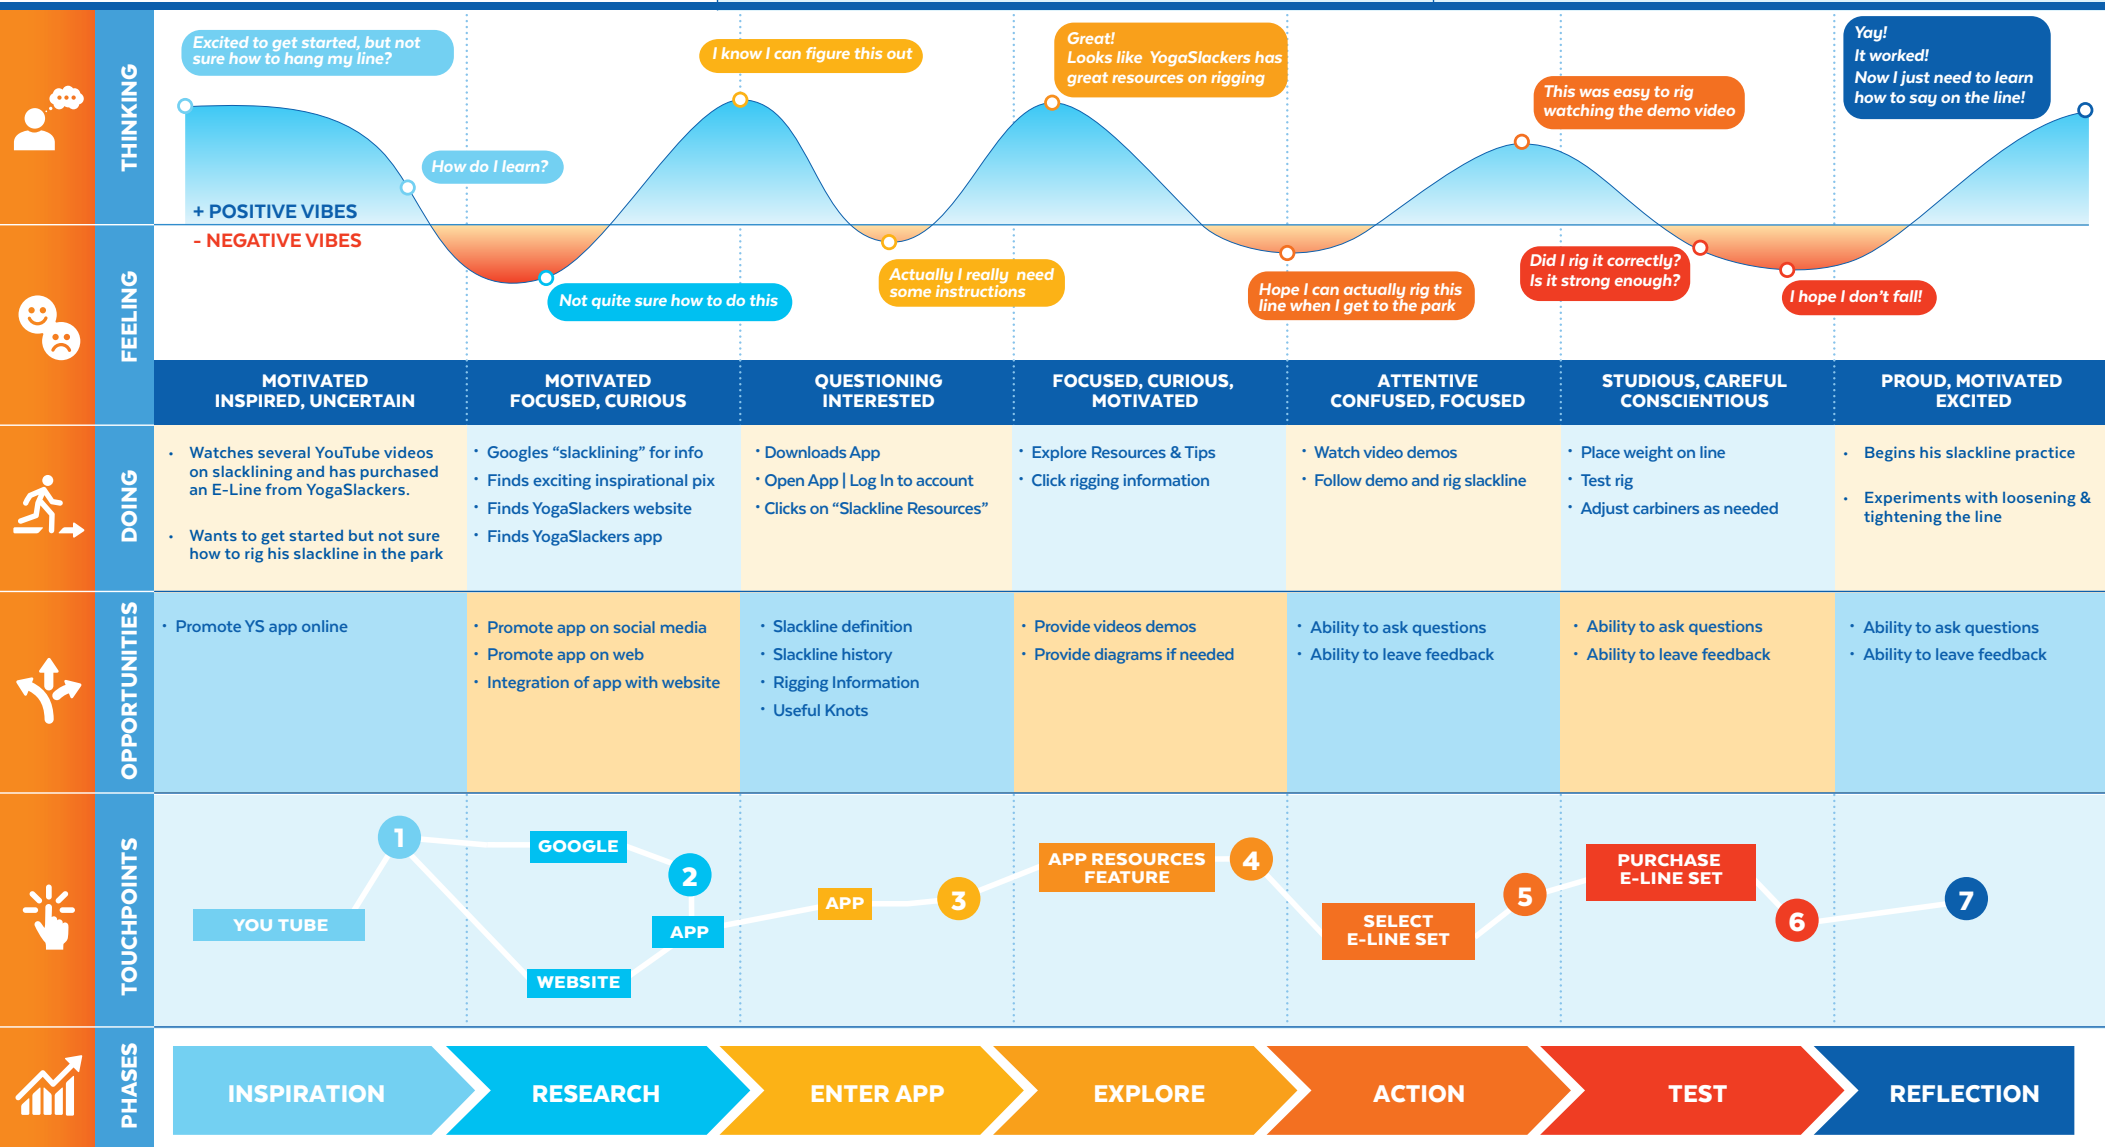 THINKING
Excited to get started, but not
sure how to hang my line?
How do I learn?
I know I can figure this out
Great!
Looks like YogaSlackers has
great resources on rigging
This was easy to rig
watching the demo video
Yay!
It worked!
Now I just need to learn
how to say on the line!
+ POSITIVE VIBES
- NEGATIVE VIBES
FEELING
Not quite sure how to do this
Actually I really need
some instructions
Hope I can actually rig this
line when I get to the park
Did I rig it correctly?
Is it strong enough?
I hope I don't fall!
MOTIVATED
INSPIRED, UNCERTAIN
MOTIVATED
FOCUSED, CURIOUS
QUESTIONING
INTERESTED
FOCUSED, CURIOUS,
MOTIVATED
ATTENTIVE
CONFUSED, FOCUSED
STUDIOUS, CAREFUL
CONSCIENTIOUS
PROUD, MOTIVATED
EXCITED
DOING
• Watches several YouTube videos
on slacklining and has purchased
an E-Line from YogaSlackers.
• Wants to get started but not sure
how to rig his slackline in the park
• Googles “slacklining” for info
• Finds exciting inspirational pix
• Finds YogaSlackers website
• Finds YogaSlackers app
• Downloads App
• Open App | Log In to account
• Clicks on “Slackline Resources”
• Explore Resources & Tips
• Click rigging information
• Watch video demos
• Follow demo and rig slackline
• Place weight on line
• Test rig
• Adjust carbiners as needed
• Begins his slackline practice
• Experiments with loosening &
tightening the line
OPPORTUNITIES
• Promote YS app online
• Promote app on social media
• Promote app on web
• Integration of app with website
• Slackline definition
• Slackline history
• Rigging Information
• Useful Knots
• Provide videos demos
• Provide diagrams if needed
• Ability to ask questions
• Ability to leave feedback
• Ability to ask questions
• Ability to leave feedback
• Ability to ask questions
• Ability to leave feedback
TOUCHPOINTS
YOU TUBE
1
GOOGLE
2
APP
WEBSITE
APP
3
APP RESOURCES
FEATURE
4
SELECT
E-LINE SET
5
PURCHASE
E-LINE SET
6
7
PHASES
INSPIRATION
RESEARCH
ENTER APP
EXPLORE
ACTION
TEST
REFLECTION